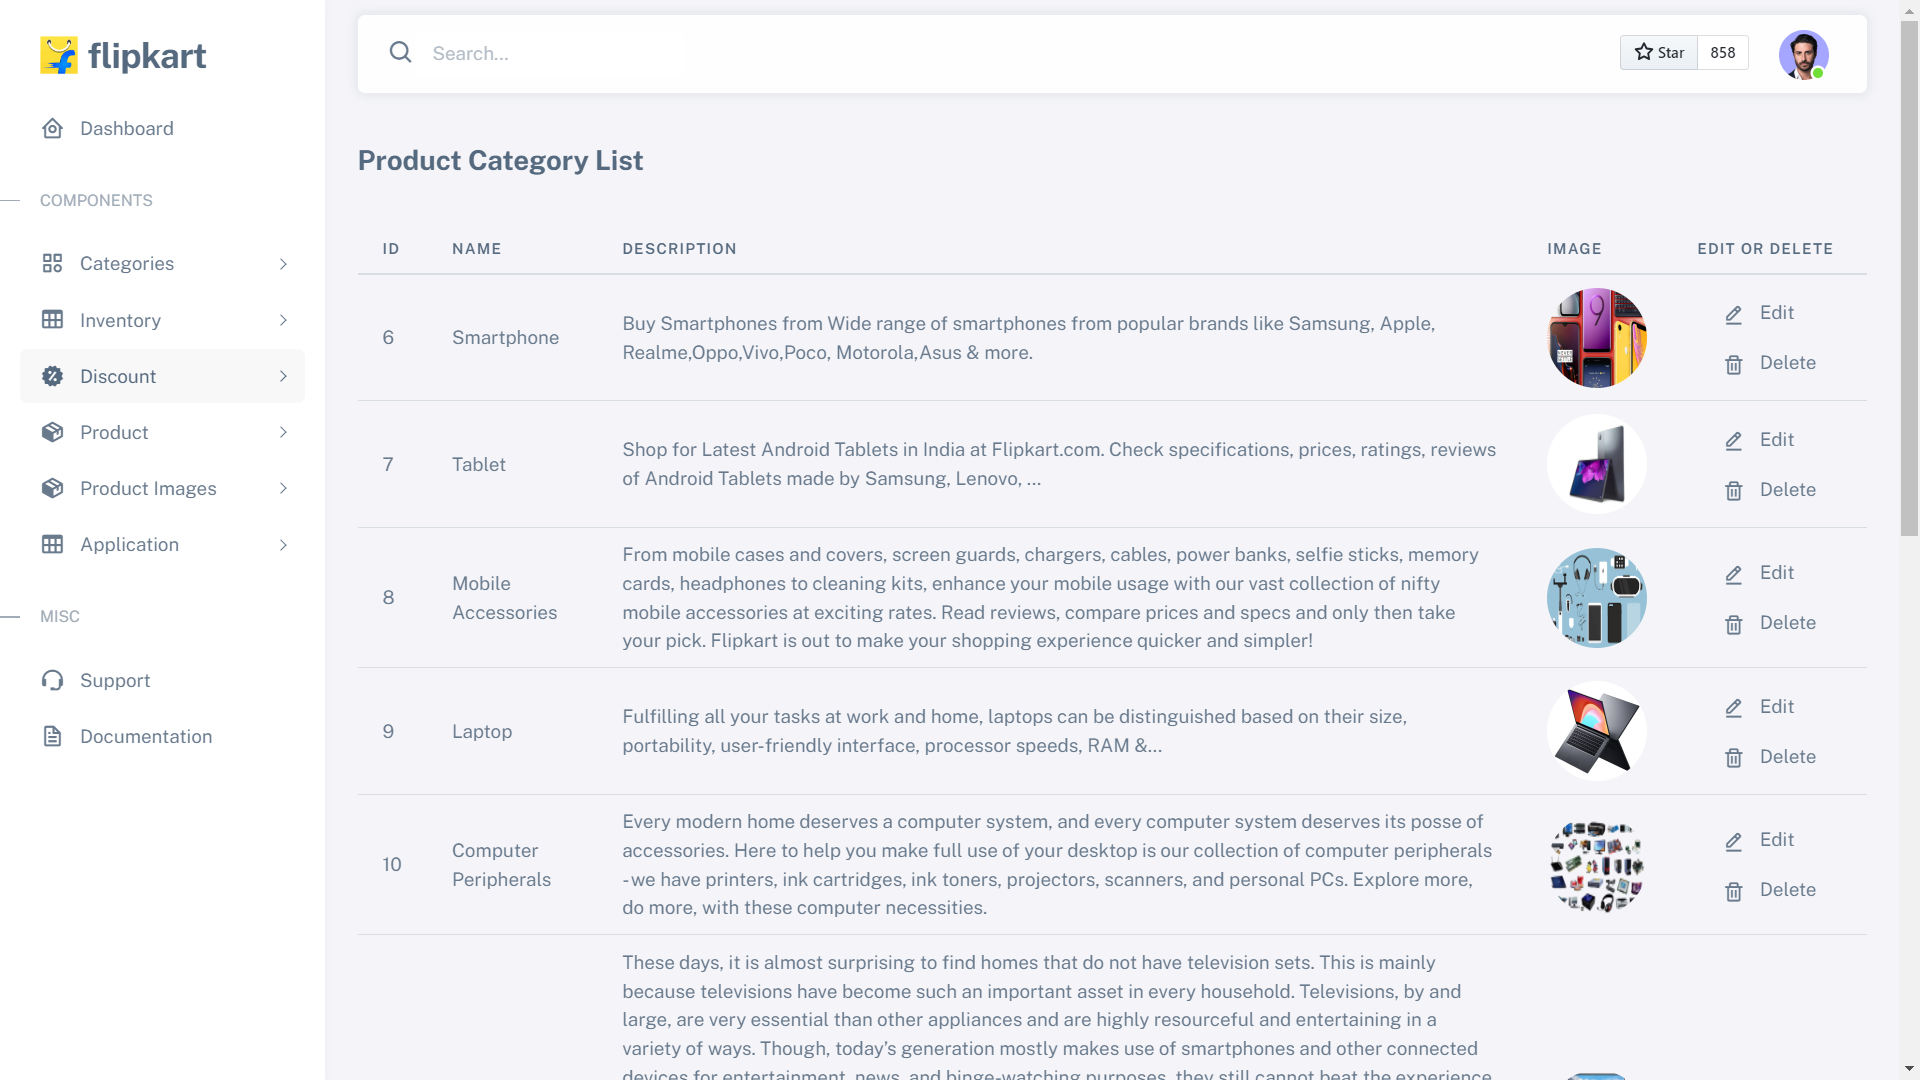 flipkart
Dashboard
COMPONENTS
Categories
Inventory
Discount
Product
Product Images
Application
MISC
Support
Documentation
Search...
Star 858
Product Category List
ID NAME DESCRIPTION IMAGE EDIT OR DELETE
6 Smartphone
Buy Smartphones from Wide range of smartphones from popular brands like Samsung, Apple,
Realme,Oppo,Vivo,Poco, Motorola,Asus & more.
Edit
Delete
7 Tablet
Shop for Latest Android Tablets in India at Flipkart.com. Check specifications, prices, ratings, reviews
of Android Tablets made by Samsung, Lenovo, ...
Edit
Delete
8
Mobile
Accessories
From mobile cases and covers, screen guards, chargers, cables, power banks, selfie sticks, memory
cards, headphones to cleaning kits, enhance your mobile usage with our vast collection of nifty
mobile accessories at exciting rates. Read reviews, compare prices and specs and only then take
your pick. Flipkart is out to make your shopping experience quicker and simpler!
Edit
Delete
9 Laptop
Fulfilling all your tasks at work and home, laptops can be distinguished based on their size,
portability, user-friendly interface, processor speeds, RAM &...
Edit
Delete
10
Computer
Peripherals
Every modern home deserves a computer system, and every computer system deserves its posse of
accessories. Here to help you make full use of your desktop is our collection of computer peripherals
- we have printers, ink cartridges, ink toners, projectors, scanners, and personal PCs. Explore more,
do more, with these computer necessities.
Edit
Delete
These days, it is almost surprising to find homes that do not have television sets. This is mainly
because televisions have become such an important asset in every household. Televisions, by and
large, are very essential than other appliances and are highly resourceful and entertaining in a
variety of ways. Though, today's generation mostly makes use of smartphones and other connected
devices for entertainment, news, and binge-watching purposes, they still cannot beat the experience